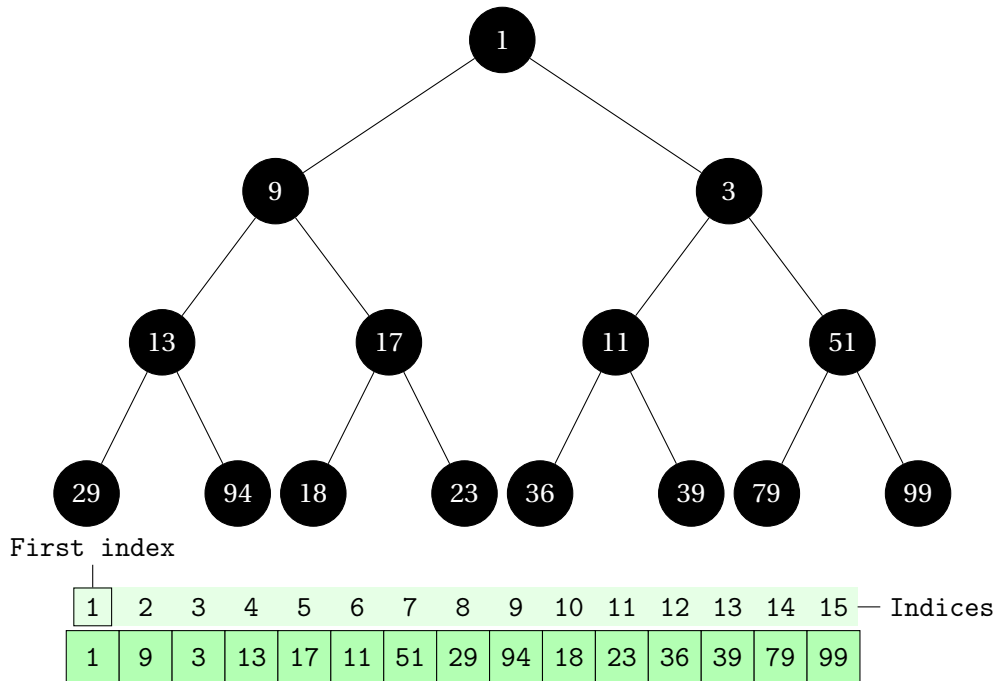 1
9 3
13 17 11 51
29 94 18 23 36 39 79 99
First index
1 2 3 4 5 6 7 8 9 10 11 12 13 14 15 Indices
1 9 3 13 17 11 51 29 94 18 23 36 39 79 99